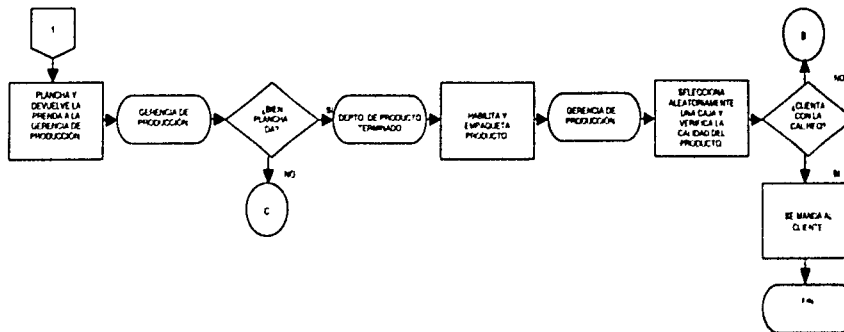 1
PLANCHA Y
DEVUELVE LA
PRENDA A LA
GERENCIA DE
PRODUCCIÓN
GERENCIA DE
PRODUCCIÓN
¿BIEN
PLANCHA
DA?
SI
NO
C
DEPTO. DE PRODUCTO
TERMINADO
HABILITA Y
EMPAQUETA
PRODUCTO
GERENCIA DE
PRODUCCIÓN
SELECCIONA
ALEATORIAMENTE
UNA CAJA Y
VERIFICA LA
CALIDAD DEL
PRODUCTO
¿CUENTA
CON LA
NO
B
SI
SE MANDA AL
CLIENTE